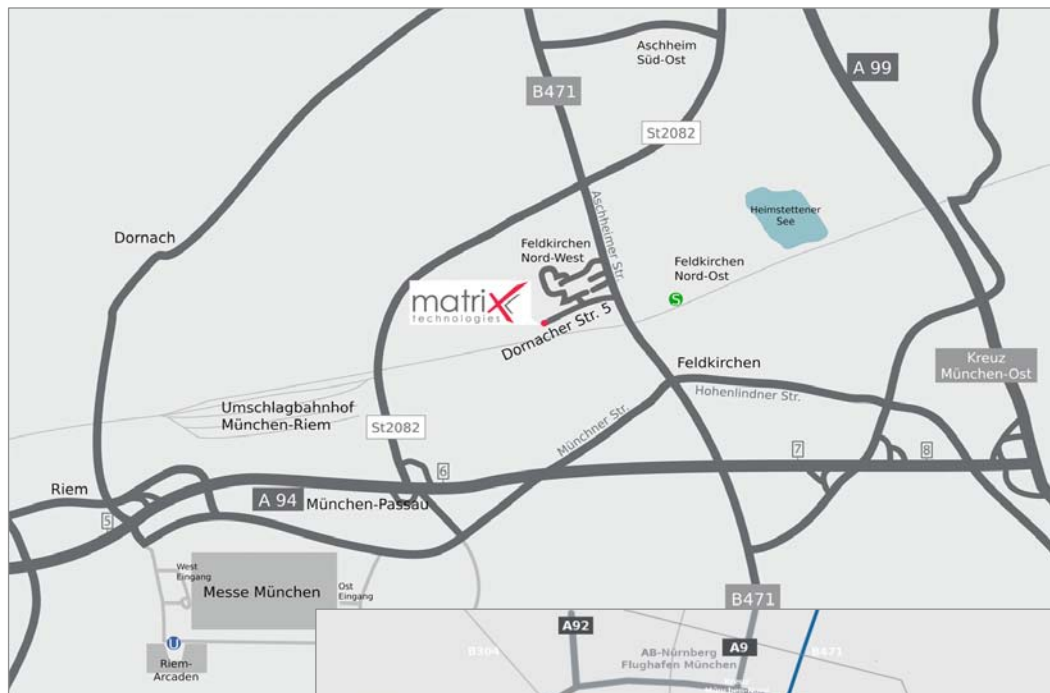 Aschheim
Süd-Ost
A 99
B471
St2082
Aschheimer Str.
Heimstettener
See
Dornach
Feldkirchen
Nord-West
Feldkirchen
Nord-Ost
S
matrix
technologies
Dornacher Str. 5
Feldkirchen
Kreuz
München-Ost
Hohenlindner Str.
Umschlagbahnhof
München-Riem
St2082
Münchner Str.
7
8
6
Riem
A 94
München-Passau
5
West
Eingang
Messe München
Ost
Eingang
B471
U
Riem-
Arcaden
A92
B304
AB-Nürnberg
Flughafen München
A9
B471